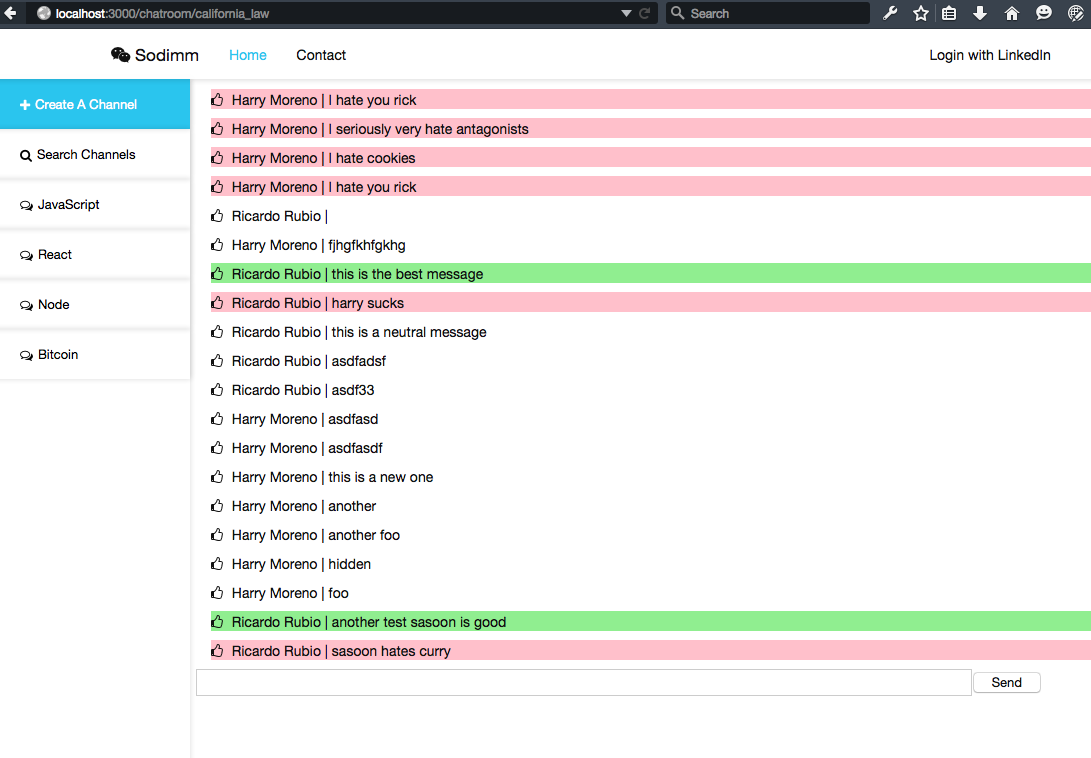 localhost:3000/chatroom/california_law
Search
Sodimm Home Contact Login with LinkedIn
Create A Channel
Search Channels
JavaScript
React
Node
Bitcoin
Harry Moreno | I hate you rick
Harry Moreno | I seriously very hate antagonists
Harry Moreno | I hate cookies
Harry Moreno | I hate you rick
Ricardo Rubio |
Harry Moreno | fjhgfkhfgkhg
Ricardo Rubio | this is the best message
Ricardo Rubio | harry sucks
Ricardo Rubio | this is a neutral message
Ricardo Rubio | asdfadsf
Ricardo Rubio | asdf33
Harry Moreno | asdfasd
Harry Moreno | asdfasdf
Harry Moreno | this is a new one
Harry Moreno | another
Harry Moreno | another foo
Harry Moreno | hidden
Harry Moreno | foo
Ricardo Rubio | another test sasoon is good
Ricardo Rubio | sasoon hates curry
Send